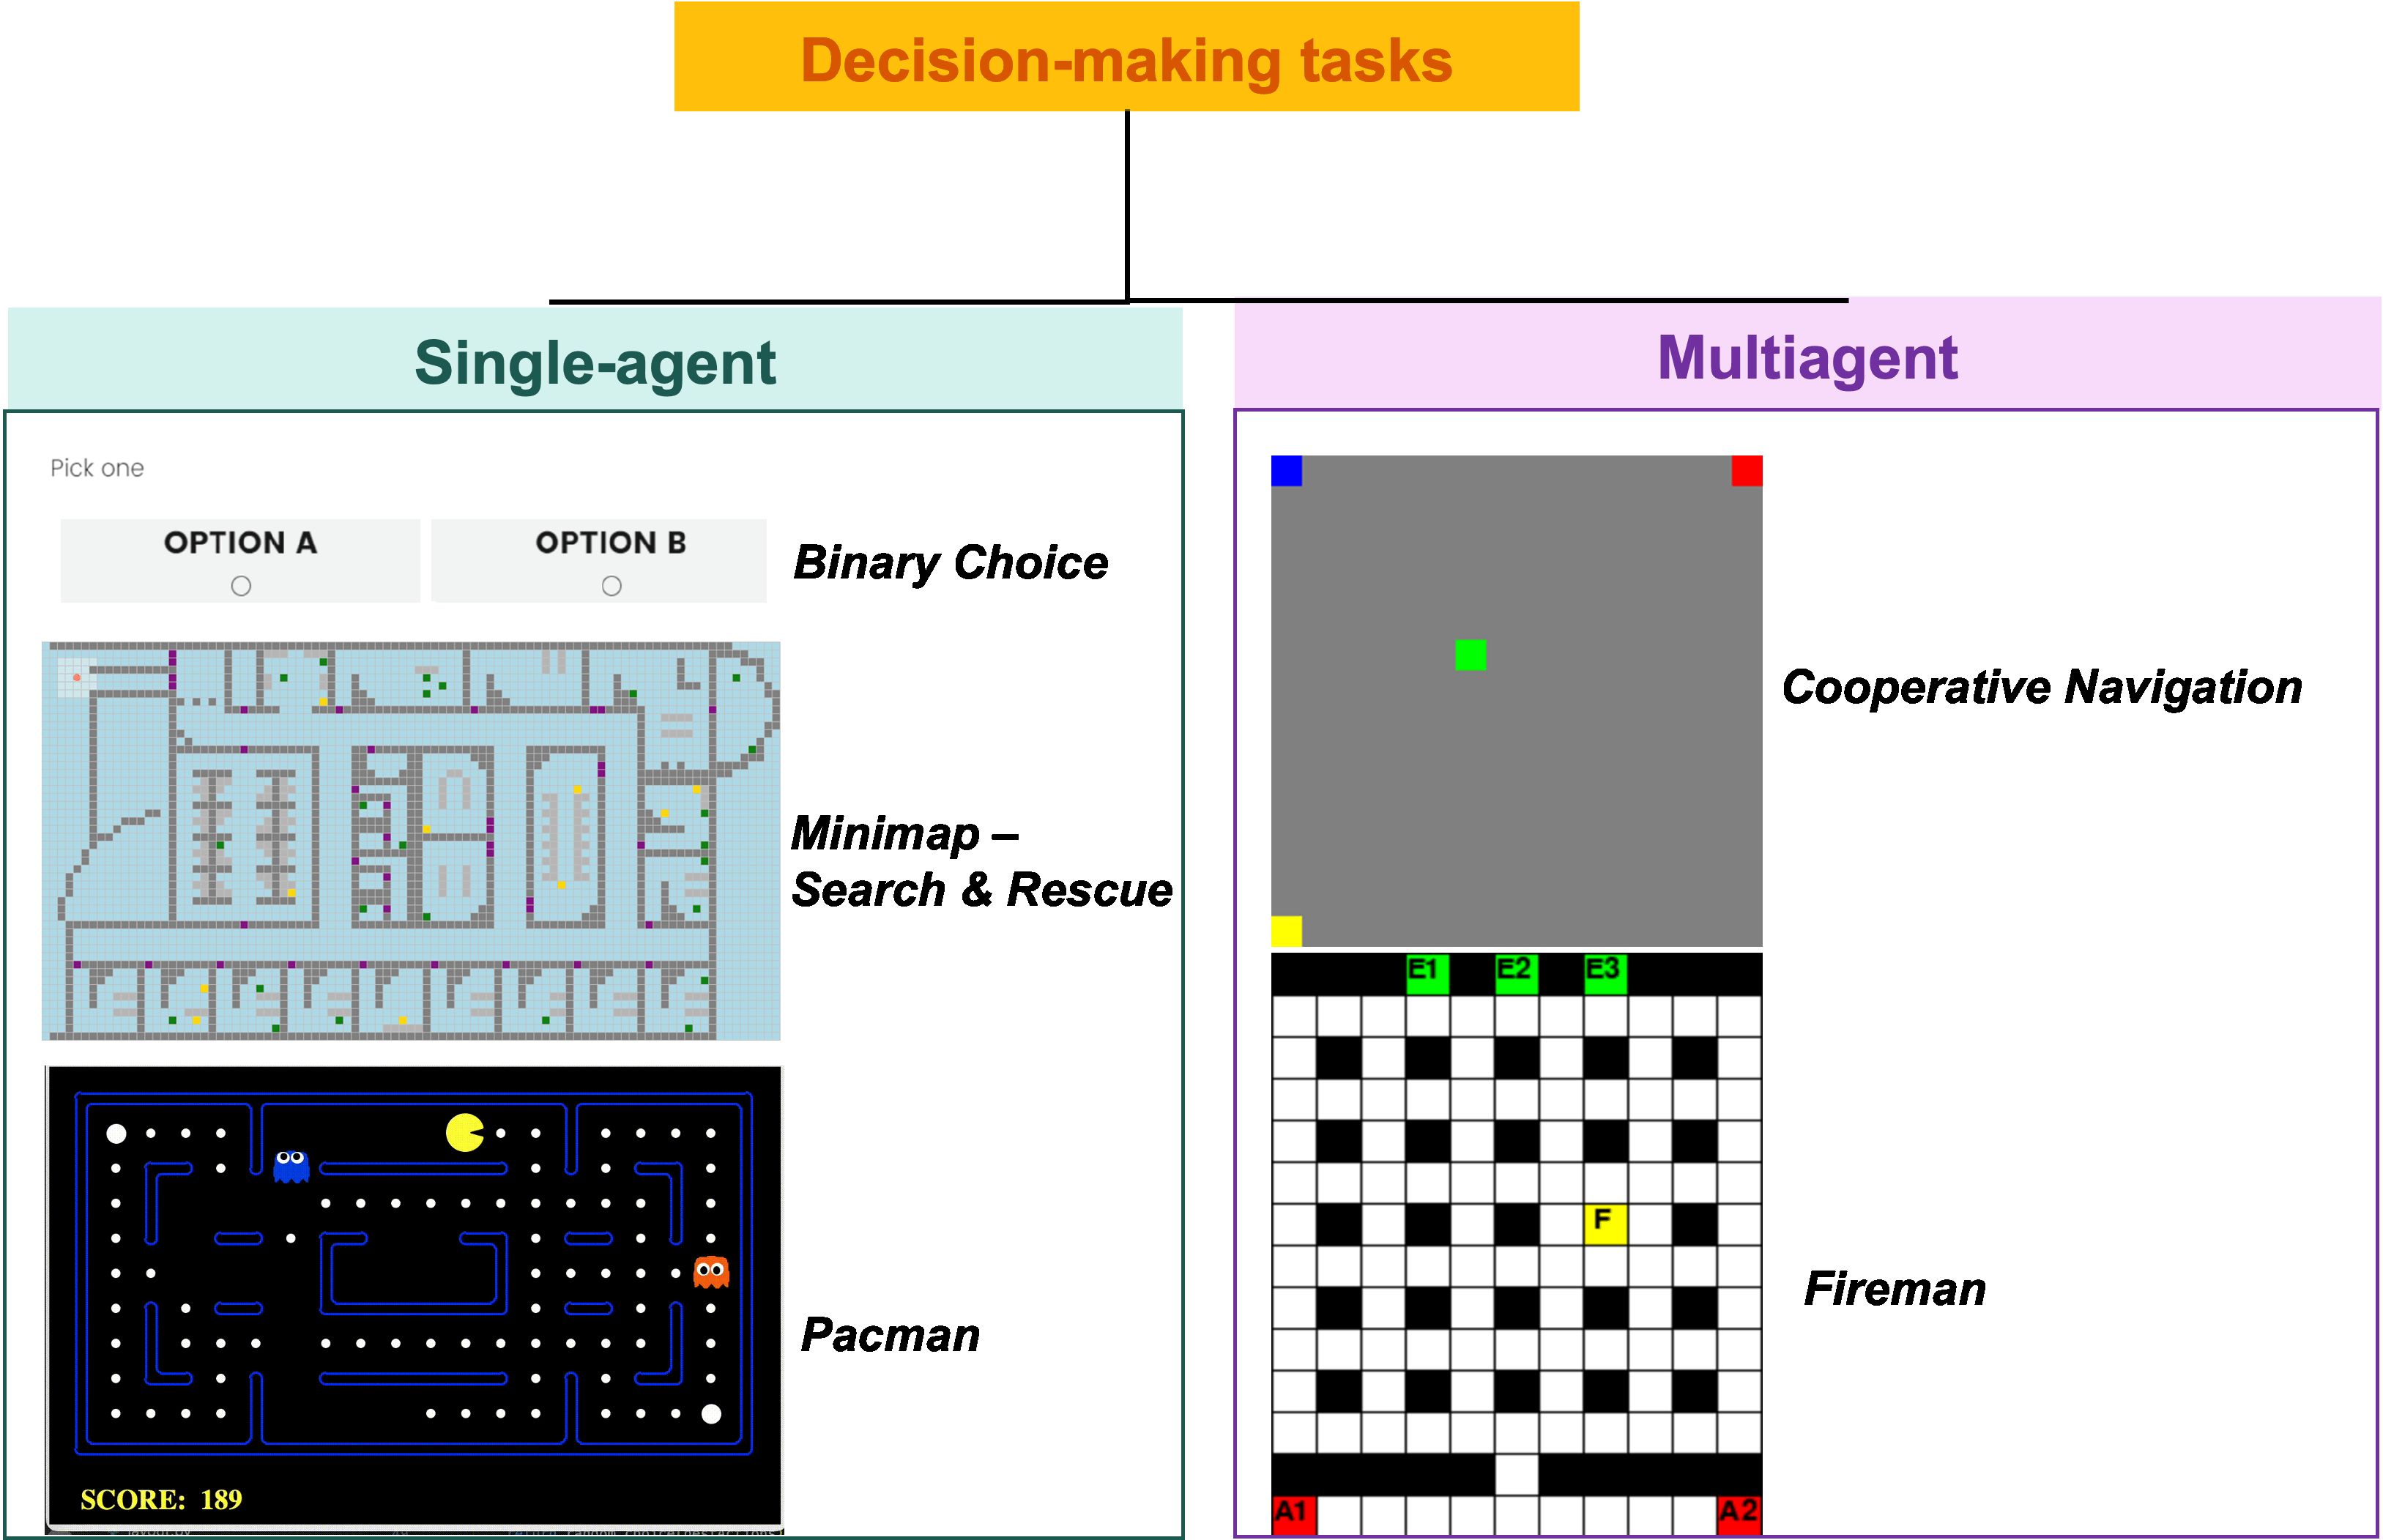 Decision-making tasks
Single-agent
Multiagent
Pick one
OPTION A
OPTION B
Binary Choice
Minimap –
Search & Rescue
SCORE: 189
Pacman
Cooperative Navigation
E1
E2
E3
F
A1
A2
Fireman